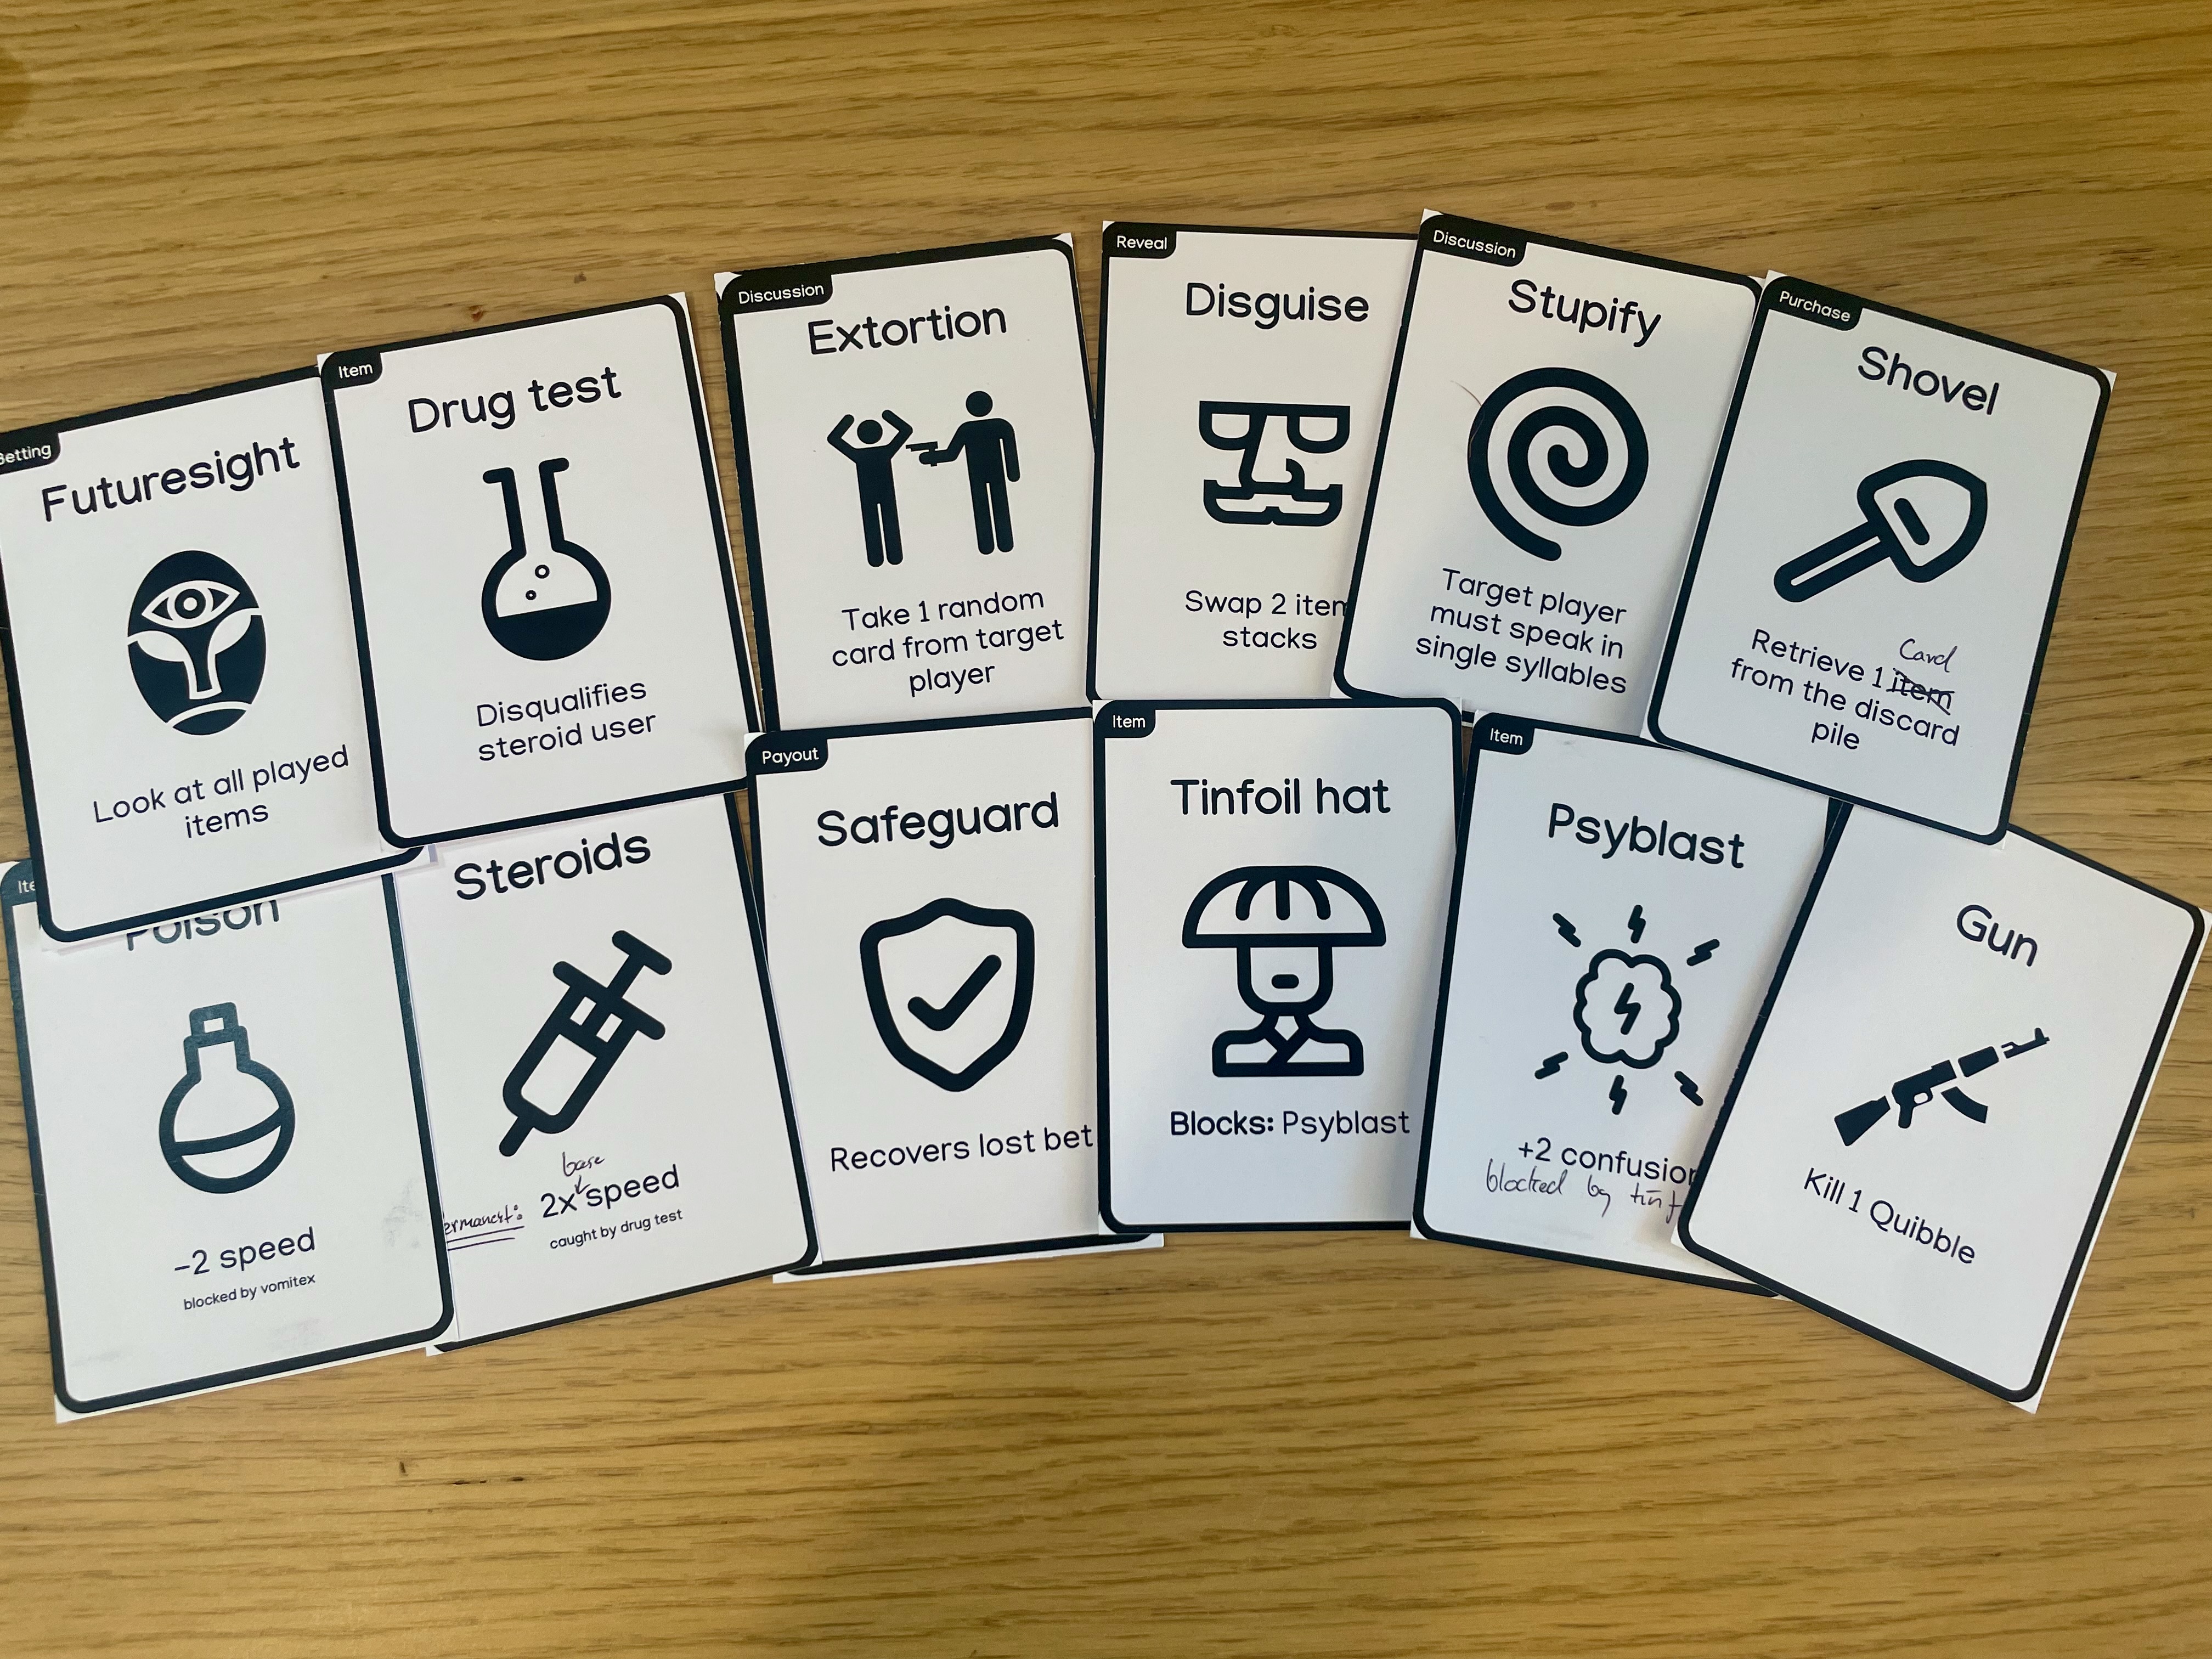 Betting
Futuresight
Look at all played
items
Item
Drug test
Disqualifies
steroid user
Discussion
Extortion
Take 1 random
card from target
player
Reveal
Disguise
Swap 2 item
stacks
Discussion
Stupify
Target player
must speak in
single syllables
Purchase
Shovel
Card
Retrieve 1 item
from the discard
pile
Ite
Poison
-2 speed
blocked by vomitex
Steroids
base
ermanent: 2x speed
caught by drug test
Payout
Safeguard
Recovers lost bet
Item
Tinfoil hat
Blocks: Psyblast
Item
Psyblast
+2 confusion
blocked by tinf
Gun
Kill 1 Quibble